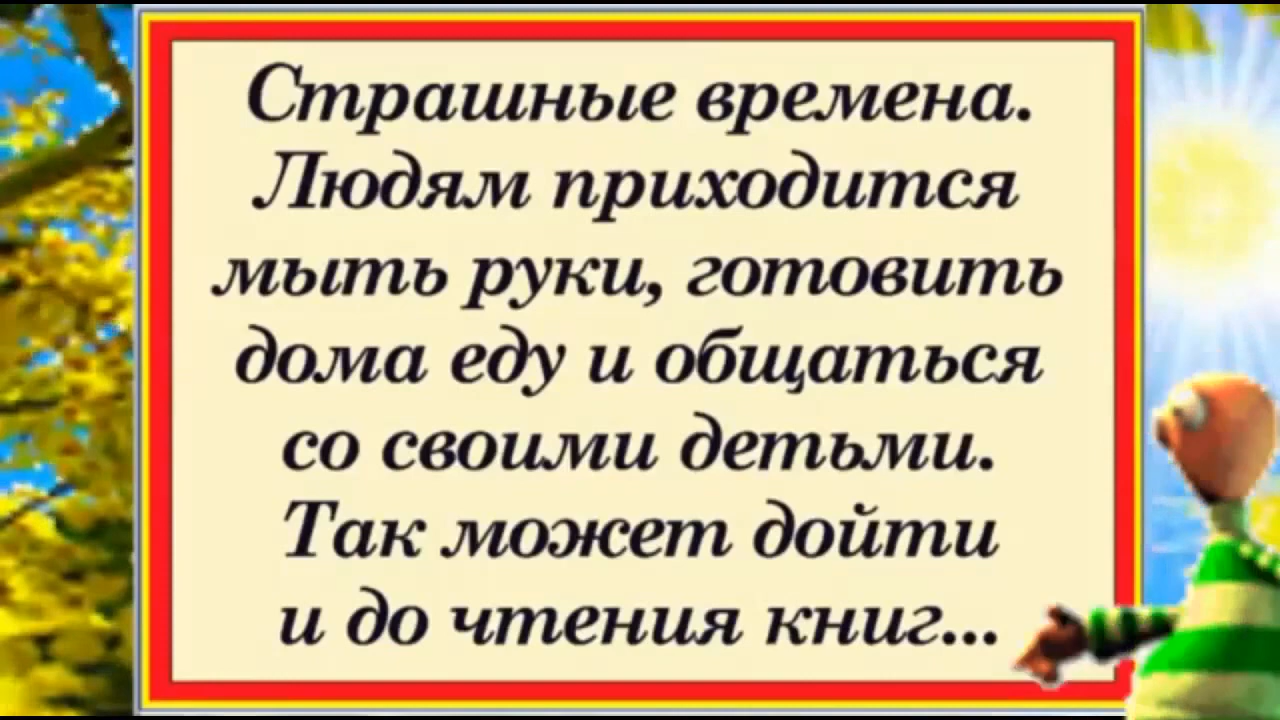 Страшные времена.
Людям приходится
мыть руки, готовить
дома еду и общаться
со своими детьми.
Так может дойти
и до чтения книг...